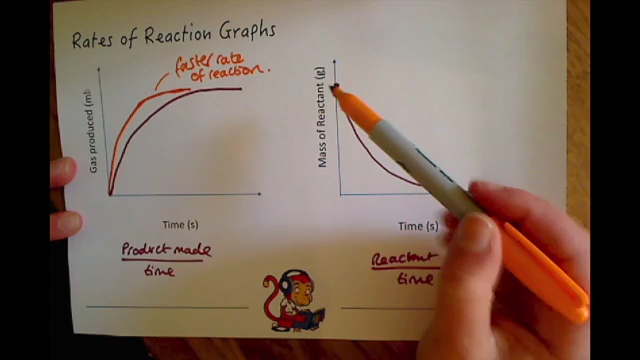 Rates of Reaction Graphs
faster rate
of reaction.
Gas produced (ml)
Time (s)
Product made
time
Mass of Reactant (g)
Time (s)
Reactant
time